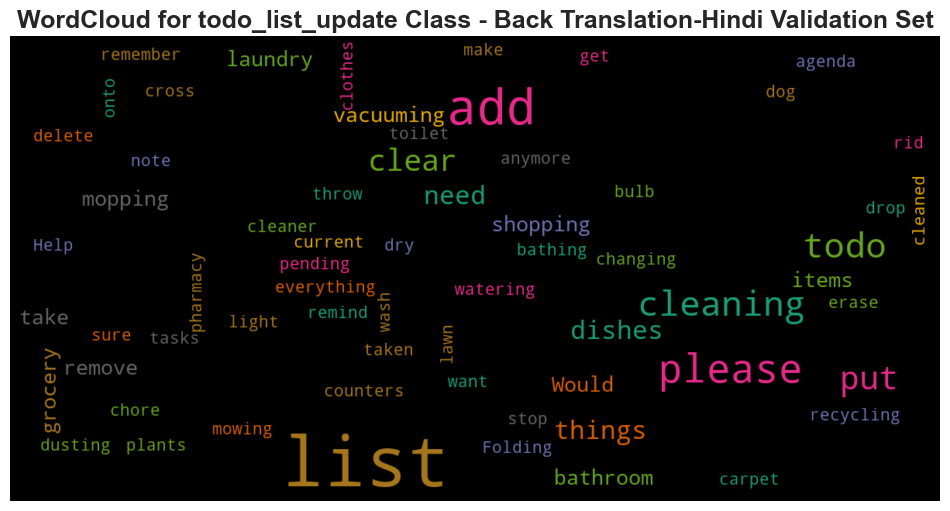 WordCloud for todo_list_update Class - Back Translation-Hindi Validation Set
remember
laundry
clothes
make
get
agenda
onto
cross
vacuuming
add
dog
delete
toilet
rid
note
clear
anymore
mopping
throw
need
bulb
drop
cleaned
Help
cleaner
current
dry
shopping
bathing
changing
todo
pending
items
pharmacy
everything
wash
watering
cleaning
erase
take
sure
tasks
light
remind
lawn
dishes
grocery
remove
taken
counters
want
Would
please
put
chore
mowing
stop
things
recycling
dusting
plants
list
Folding
bathroom
carpet